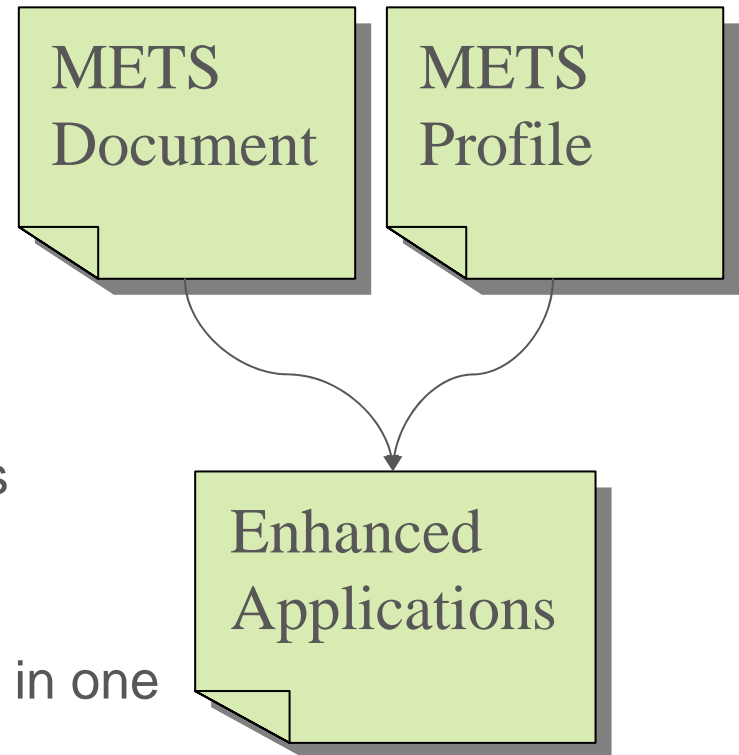 METS
Document
METS
Profile
s
Enhanced
Applications
in one